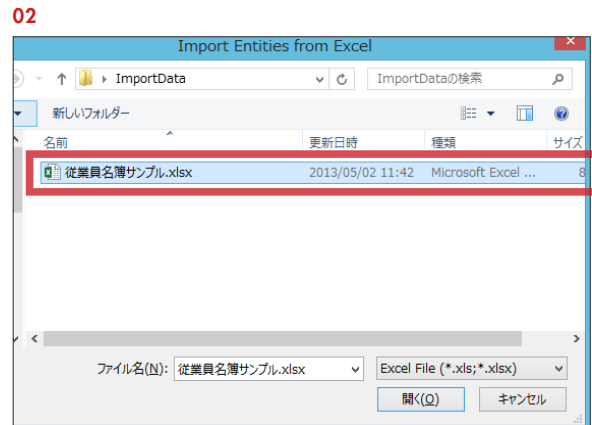 02
Import Entities from Excel
ImportData
ImportDataの検索
新しいフォルダー
名前 更新日時 種類 サイズ
従業員名簿サンプル.xlsx 2013/05/02 11:42 Microsoft Excel ... 8
ファイル名(N): 従業員名簿サンプル.xlsx Excel File (*.xls;*.xlsx)
開く(O) キャンセル